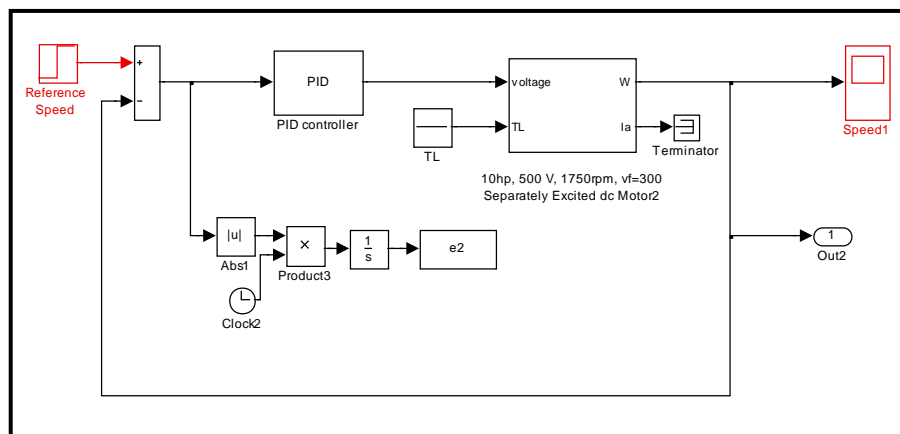 Reference
Speed
+
−
PID
PID controller
TL
voltage
TL
W
Ia
10hp, 500 V, 1750rpm, vf=300
Separately Excited dc Motor2
Terminator
Speed1
|u|
Abs1
×
Product3
1
s
e2
Clock2
1
Out2